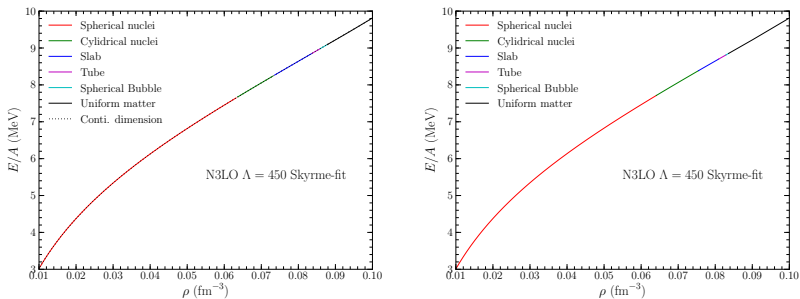 10
9
8
7
6
5
4
3
E/A (MeV)
Spherical nuclei
Cylidrical nuclei
Slab
Tube
Spherical Bubble
Uniform matter
Conti. dimension
N3LO Λ = 450 Skyrme-fit
0.01 0.02 0.03 0.04 0.05 0.06 0.07 0.08 0.09 0.10
ρ (fm⁻³)
10
9
8
7
6
5
4
3
E/A (MeV)
Spherical nuclei
Cylidrical nuclei
Slab
Tube
Spherical Bubble
Uniform matter
N3LO Λ = 450 Skyrme-fit
0.01 0.02 0.03 0.04 0.05 0.06 0.07 0.08 0.09 0.10
ρ (fm⁻³)